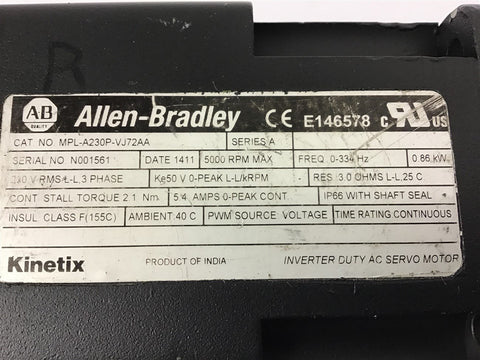 R
AB QUALITY Allen-Bradley CE E146578 c RU US
CAT NO MPL-A230P-VJ72AA SERIES A
SERIAL NO N001561 DATE 1411 5000 RPM MAX FREQ 0-334 Hz 0.86 kW
V RMS L-L,3 PHASE Ke50 V 0-PEAK L-L/kRPM RES 3.0 OHMS L-L.25 C
CONT STALL TORQUE 2.1 Nm AMPS 0-PEAK CONT IP66 WITH SHAFT SEAL
INSUL CLASS F(155C) AMBIENT 40 C PWM SOURCE VOLTAGE TIME RATING CONTINUOUS
Kinetix PRODUCT OF INDIA INVERTER DUTY AC SERVO MOTOR